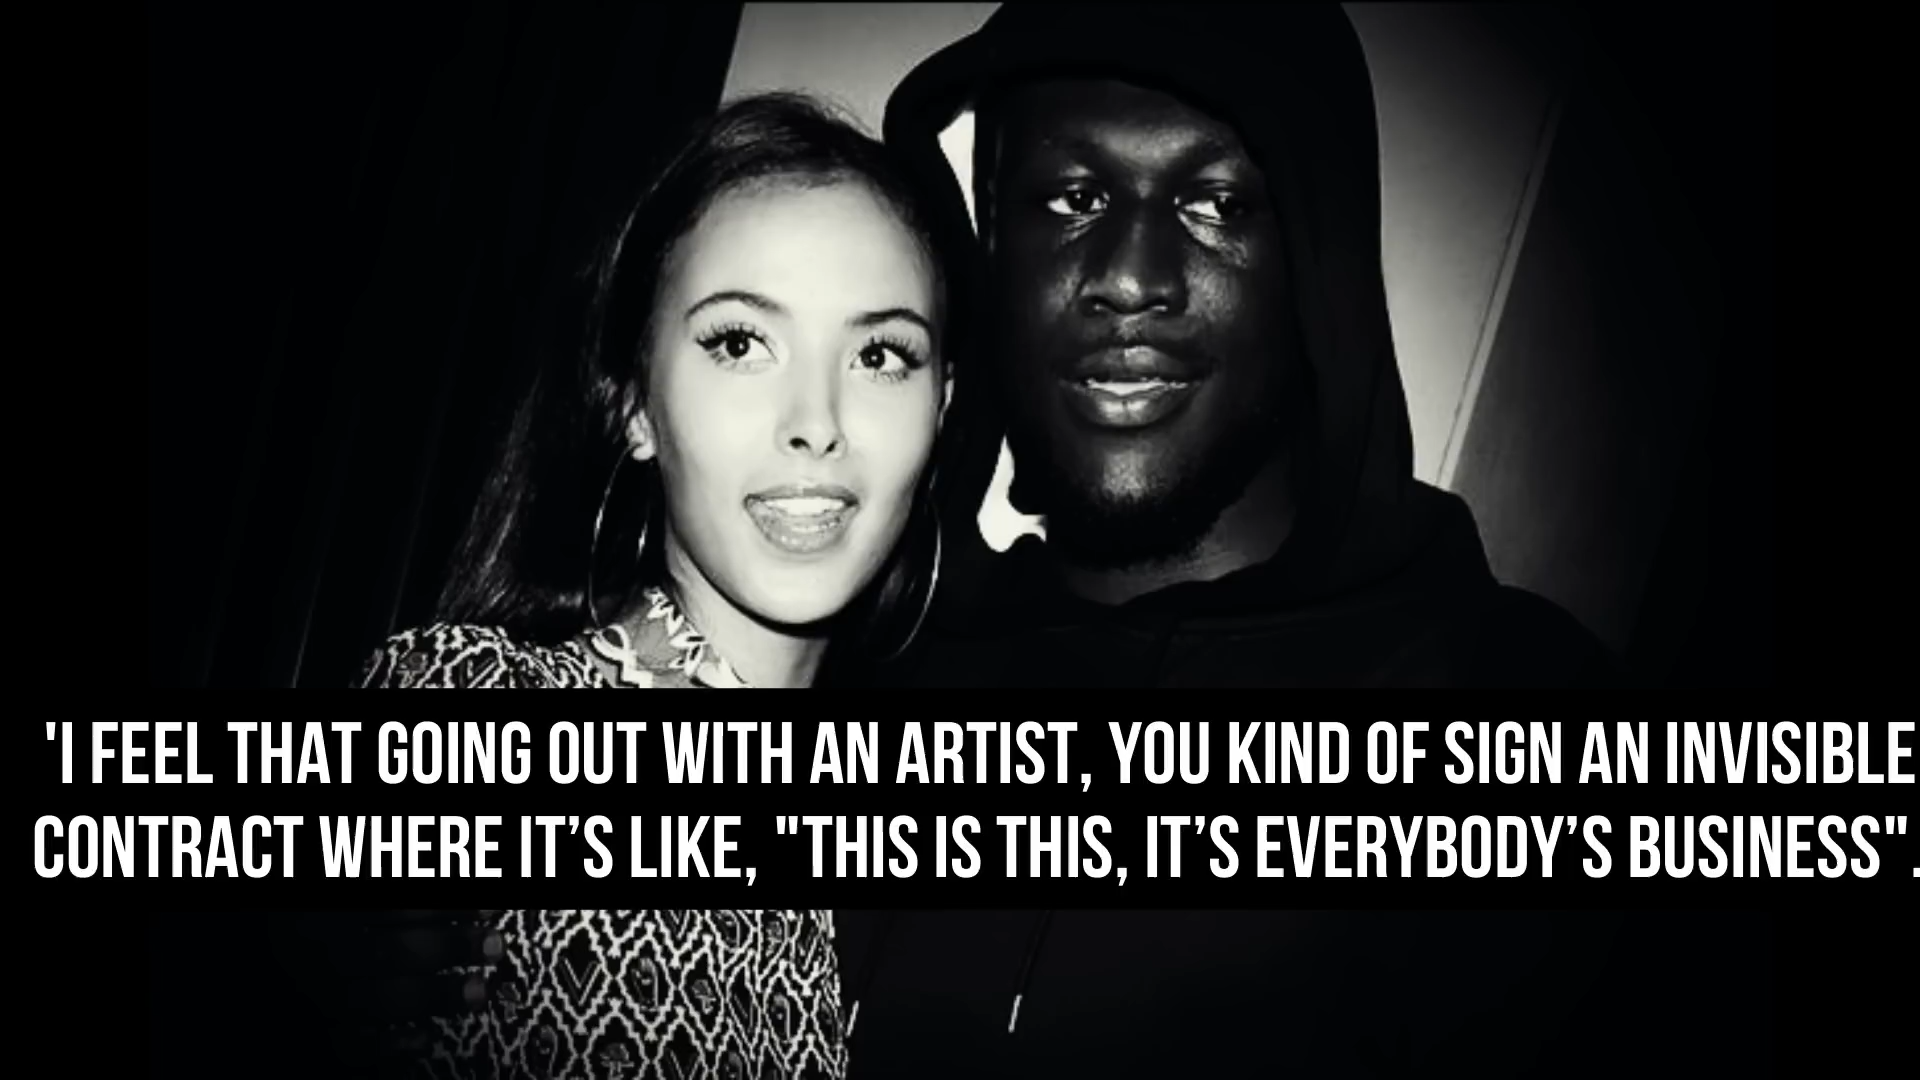 'I FEEL THAT GOING OUT WITH AN ARTIST, YOU KIND OF SIGN AN INVISIBLE
CONTRACT WHERE IT’S LIKE, "THIS IS THIS, IT’S EVERYBODY’S BUSINESS".